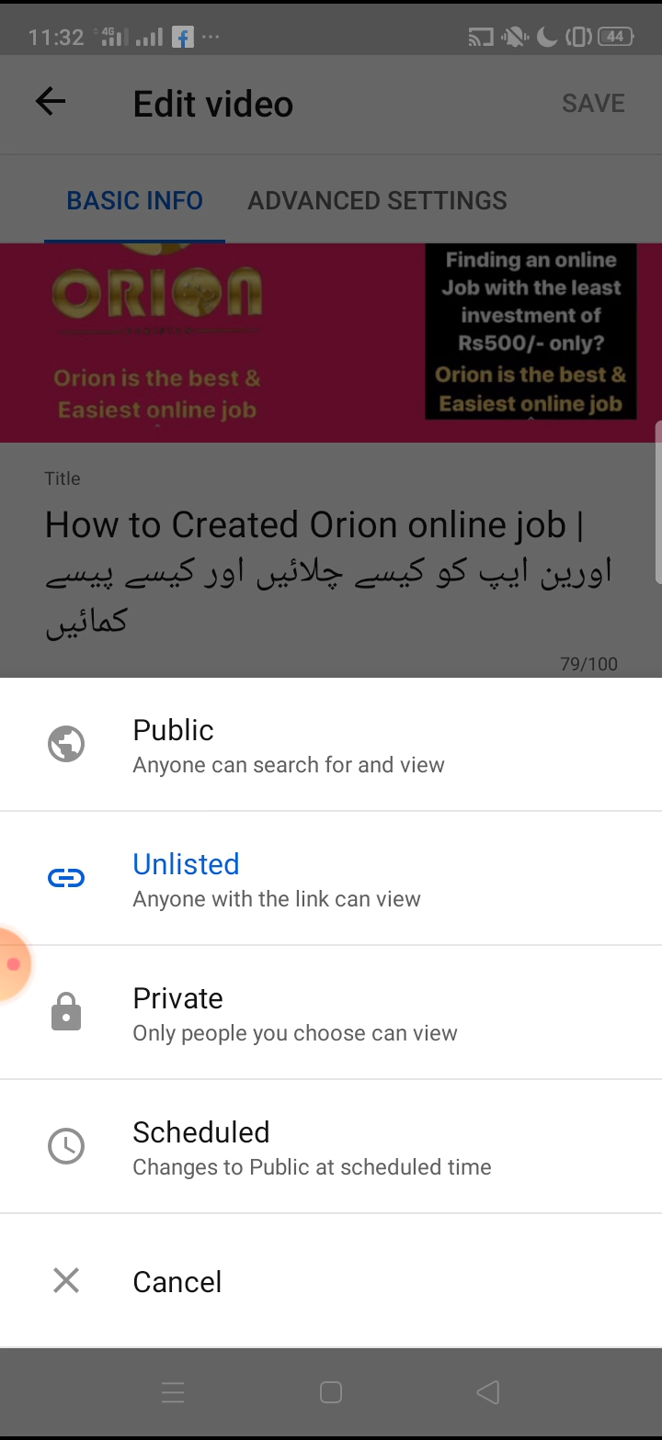 11:32 4G ··· 44
Edit video SAVE
BASIC INFO ADVANCED SETTINGS
ORION
Orion is the best &
Easiest online job
Finding an online
Job with the least
investment of
Rs500/- only?
Orion is the best &
Easiest online job
Title
How to Created Orion online job |
اورین ایپ کو کیسے چلائیں اور کیسے پیسے
کمائیں
79/100
Public
Anyone can search for and view
Unlisted
Anyone with the link can view
Private
Only people you choose can view
Scheduled
Changes to Public at scheduled time
Cancel